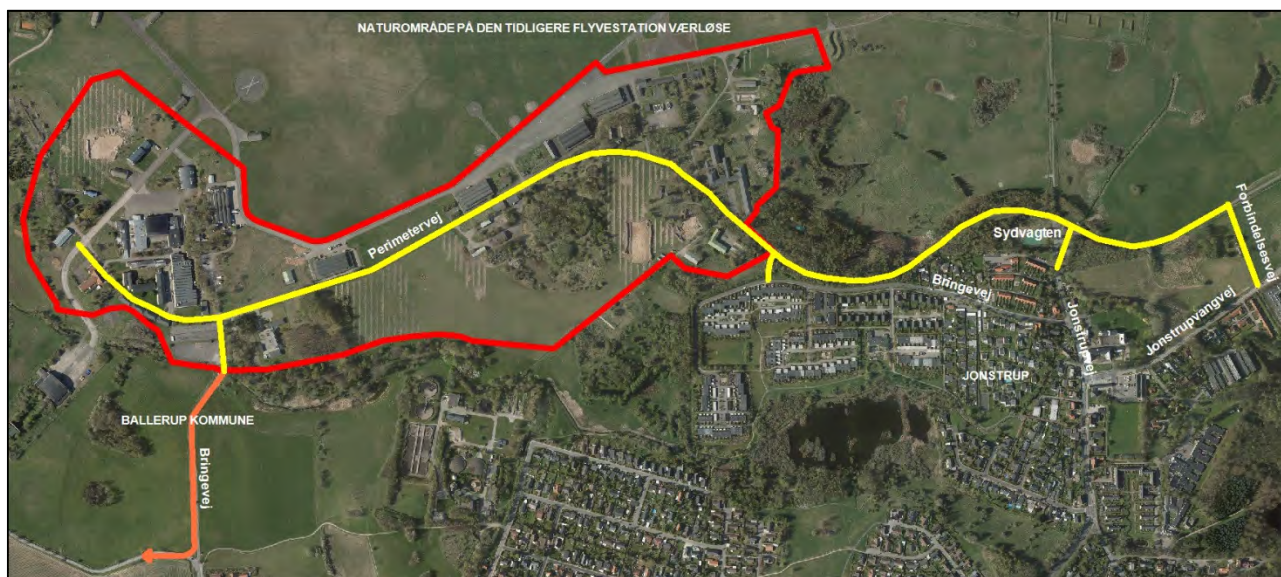 NATUROMRÅDE PÅ DEN TIDLIGERE FLYVESTATION VÆRLØSE
Perimetervej
Forbindelsesvej
Sydvagten
Bringevej
Jonstrupvej
Jonstrupvangvej
JONSTRUP
BALLERUP KOMMUNE
Bringevej